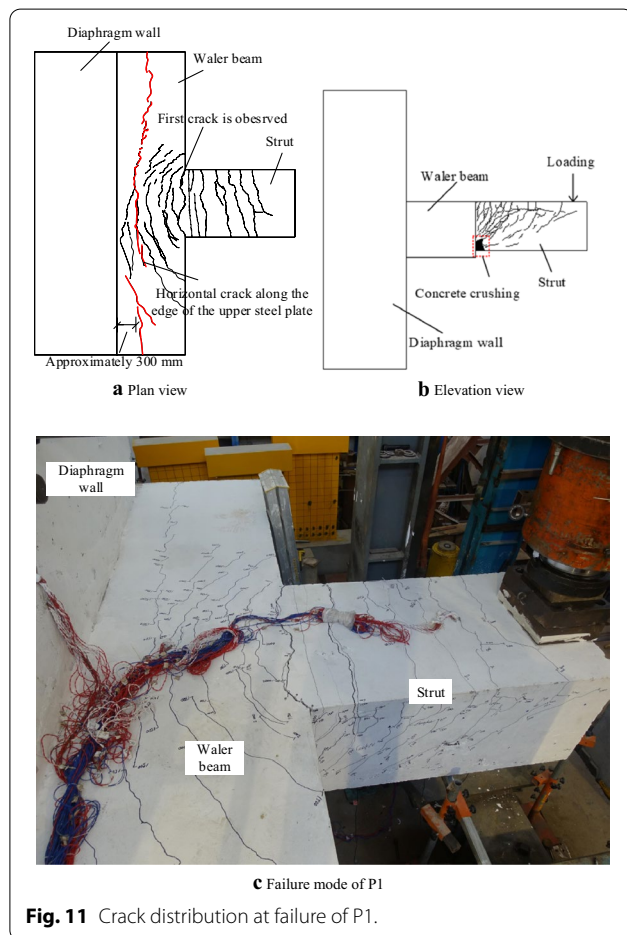 Diaphragm wall
Waler beam
First crack is obesrved
Strut
Horizontal crack along the
edge of the upper steel plate
Approximately 300 mm
a Plan view
Waler beam
Loading
Strut
Concrete crushing
Diaphragm
wall
b Elevation view
Diaphragm
wall
Strut
Waler
beam
c Failure mode of P1
Fig. 11 Crack distribution at failure of P1.